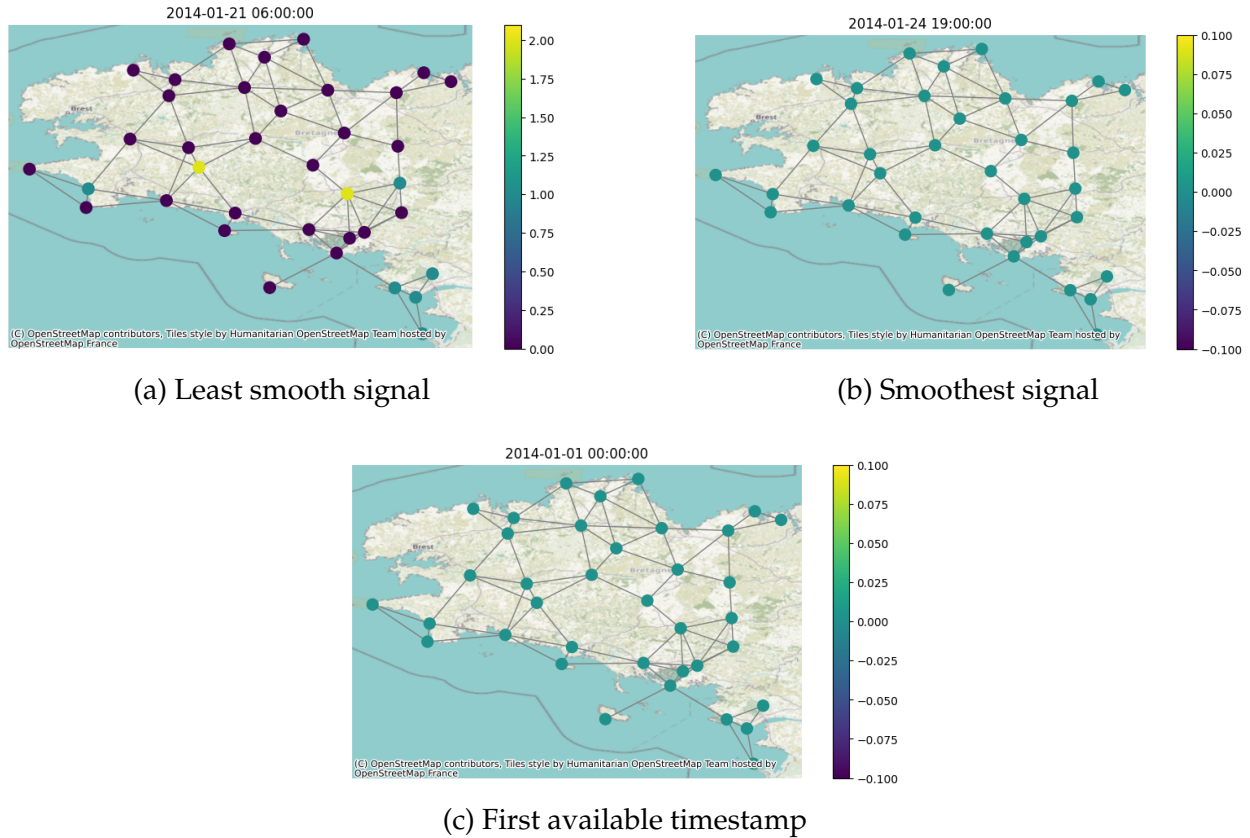 2014-01-21 06:00:00
Brest
Bretagne
2.00
1.75
1.50
1.25
1.00
0.75
0.50
0.25
0.00
(C) OpenStreetMap contributors, Tiles style by Humanitarian OpenStreetMap Team hosted by
OpenStreetMap France
(a) Least smooth signal
2014-01-24 19:00:00
Brest
Bretagne
0.100
0.075
0.050
0.025
0.000
−0.025
−0.050
−0.075
−0.100
(C) OpenStreetMap contributors, Tiles style by Humanitarian OpenStreetMap Team hosted by
OpenStreetMap France
(b) Smoothest signal
2014-01-01 00:00:00
Brest
Bretagne
0.100
0.075
0.050
0.025
0.000
−0.025
−0.050
−0.075
−0.100
(C) OpenStreetMap contributors, Tiles style by Humanitarian OpenStreetMap Team hosted by
OpenStreetMap France
(c) First available timestamp